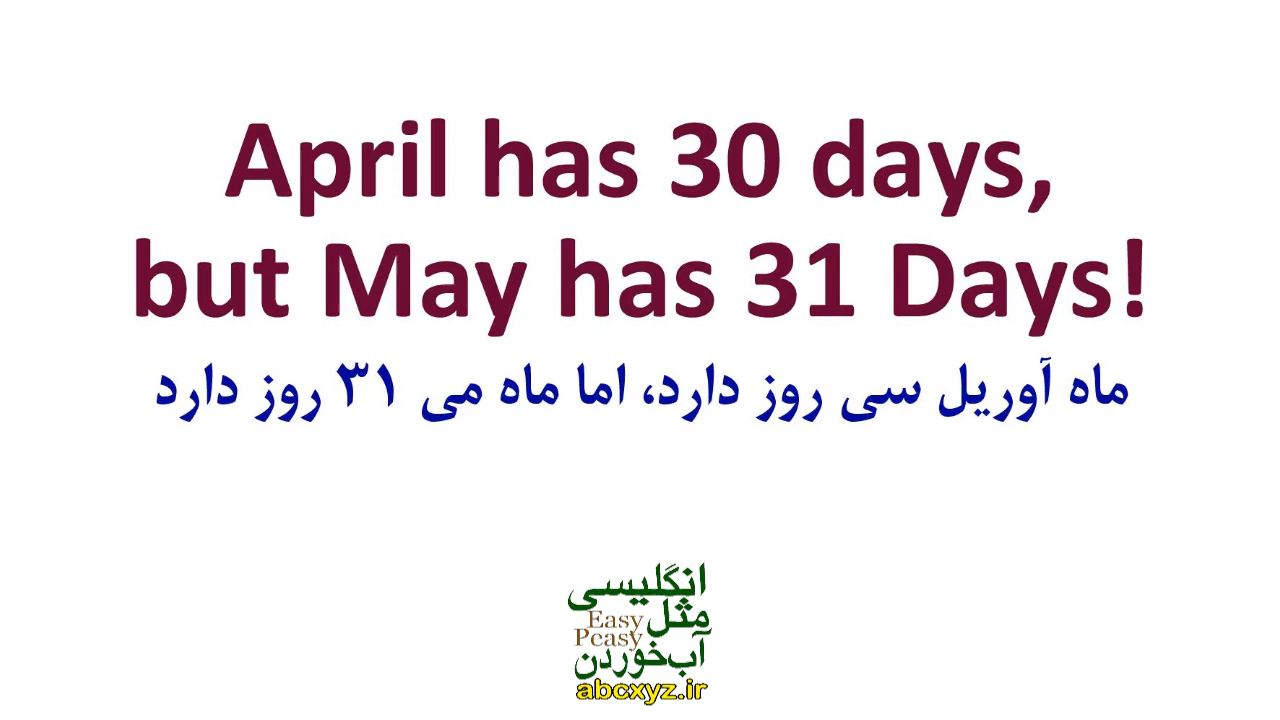 April has 30 days,
but May has 31 Days!
ماه آوریل سی روز دارد، اما ماه می ۳۱ روز دارد
انگلیسی
مثل
Easy
Peasy
آب‌خوردن
abcxyz.ir